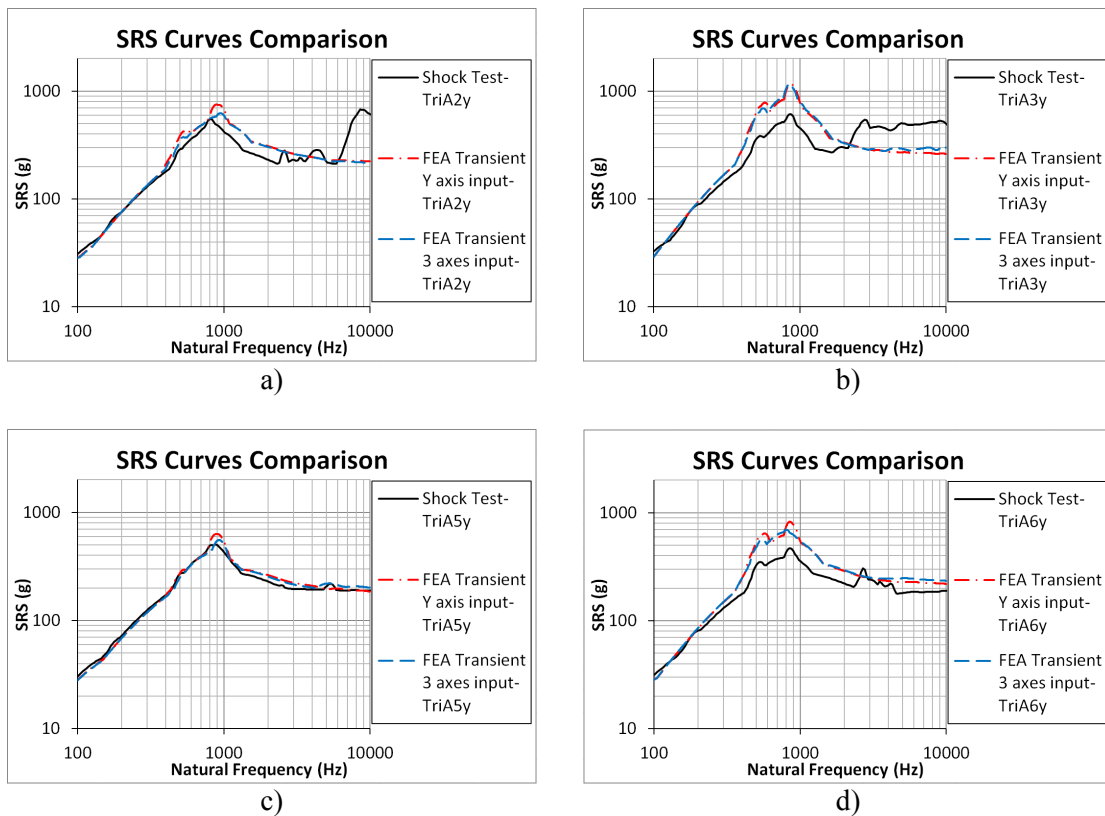 SRS Curves Comparison
SRS (g)
1000
100
10
100
1000
10000
Natural Frequency (Hz)
Shock Test-
TriA2y
FEA Transient
Y axis input-
TriA2y
FEA Transient
3 axes input-
TriA2y
a)
SRS Curves Comparison
SRS (g)
1000
100
10
100
1000
10000
Natural Frequency (Hz)
Shock Test-
TriA3y
FEA Transient
Y axis input-
TriA3y
FEA Transient
3 axes input-
TriA3y
b)
SRS Curves Comparison
SRS (g)
1000
100
10
100
1000
10000
Natural Frequency (Hz)
Shock Test-
TriA5y
FEA Transient
Y axis input-
TriA5y
FEA Transient
3 axes input-
TriA5y
c)
SRS Curves Comparison
SRS (g)
1000
100
10
100
1000
10000
Natural Frequency (Hz)
Shock Test-
TriA6y
FEA Transient
Y axis input-
TriA6y
FEA Transient
3 axes input-
TriA6y
d)